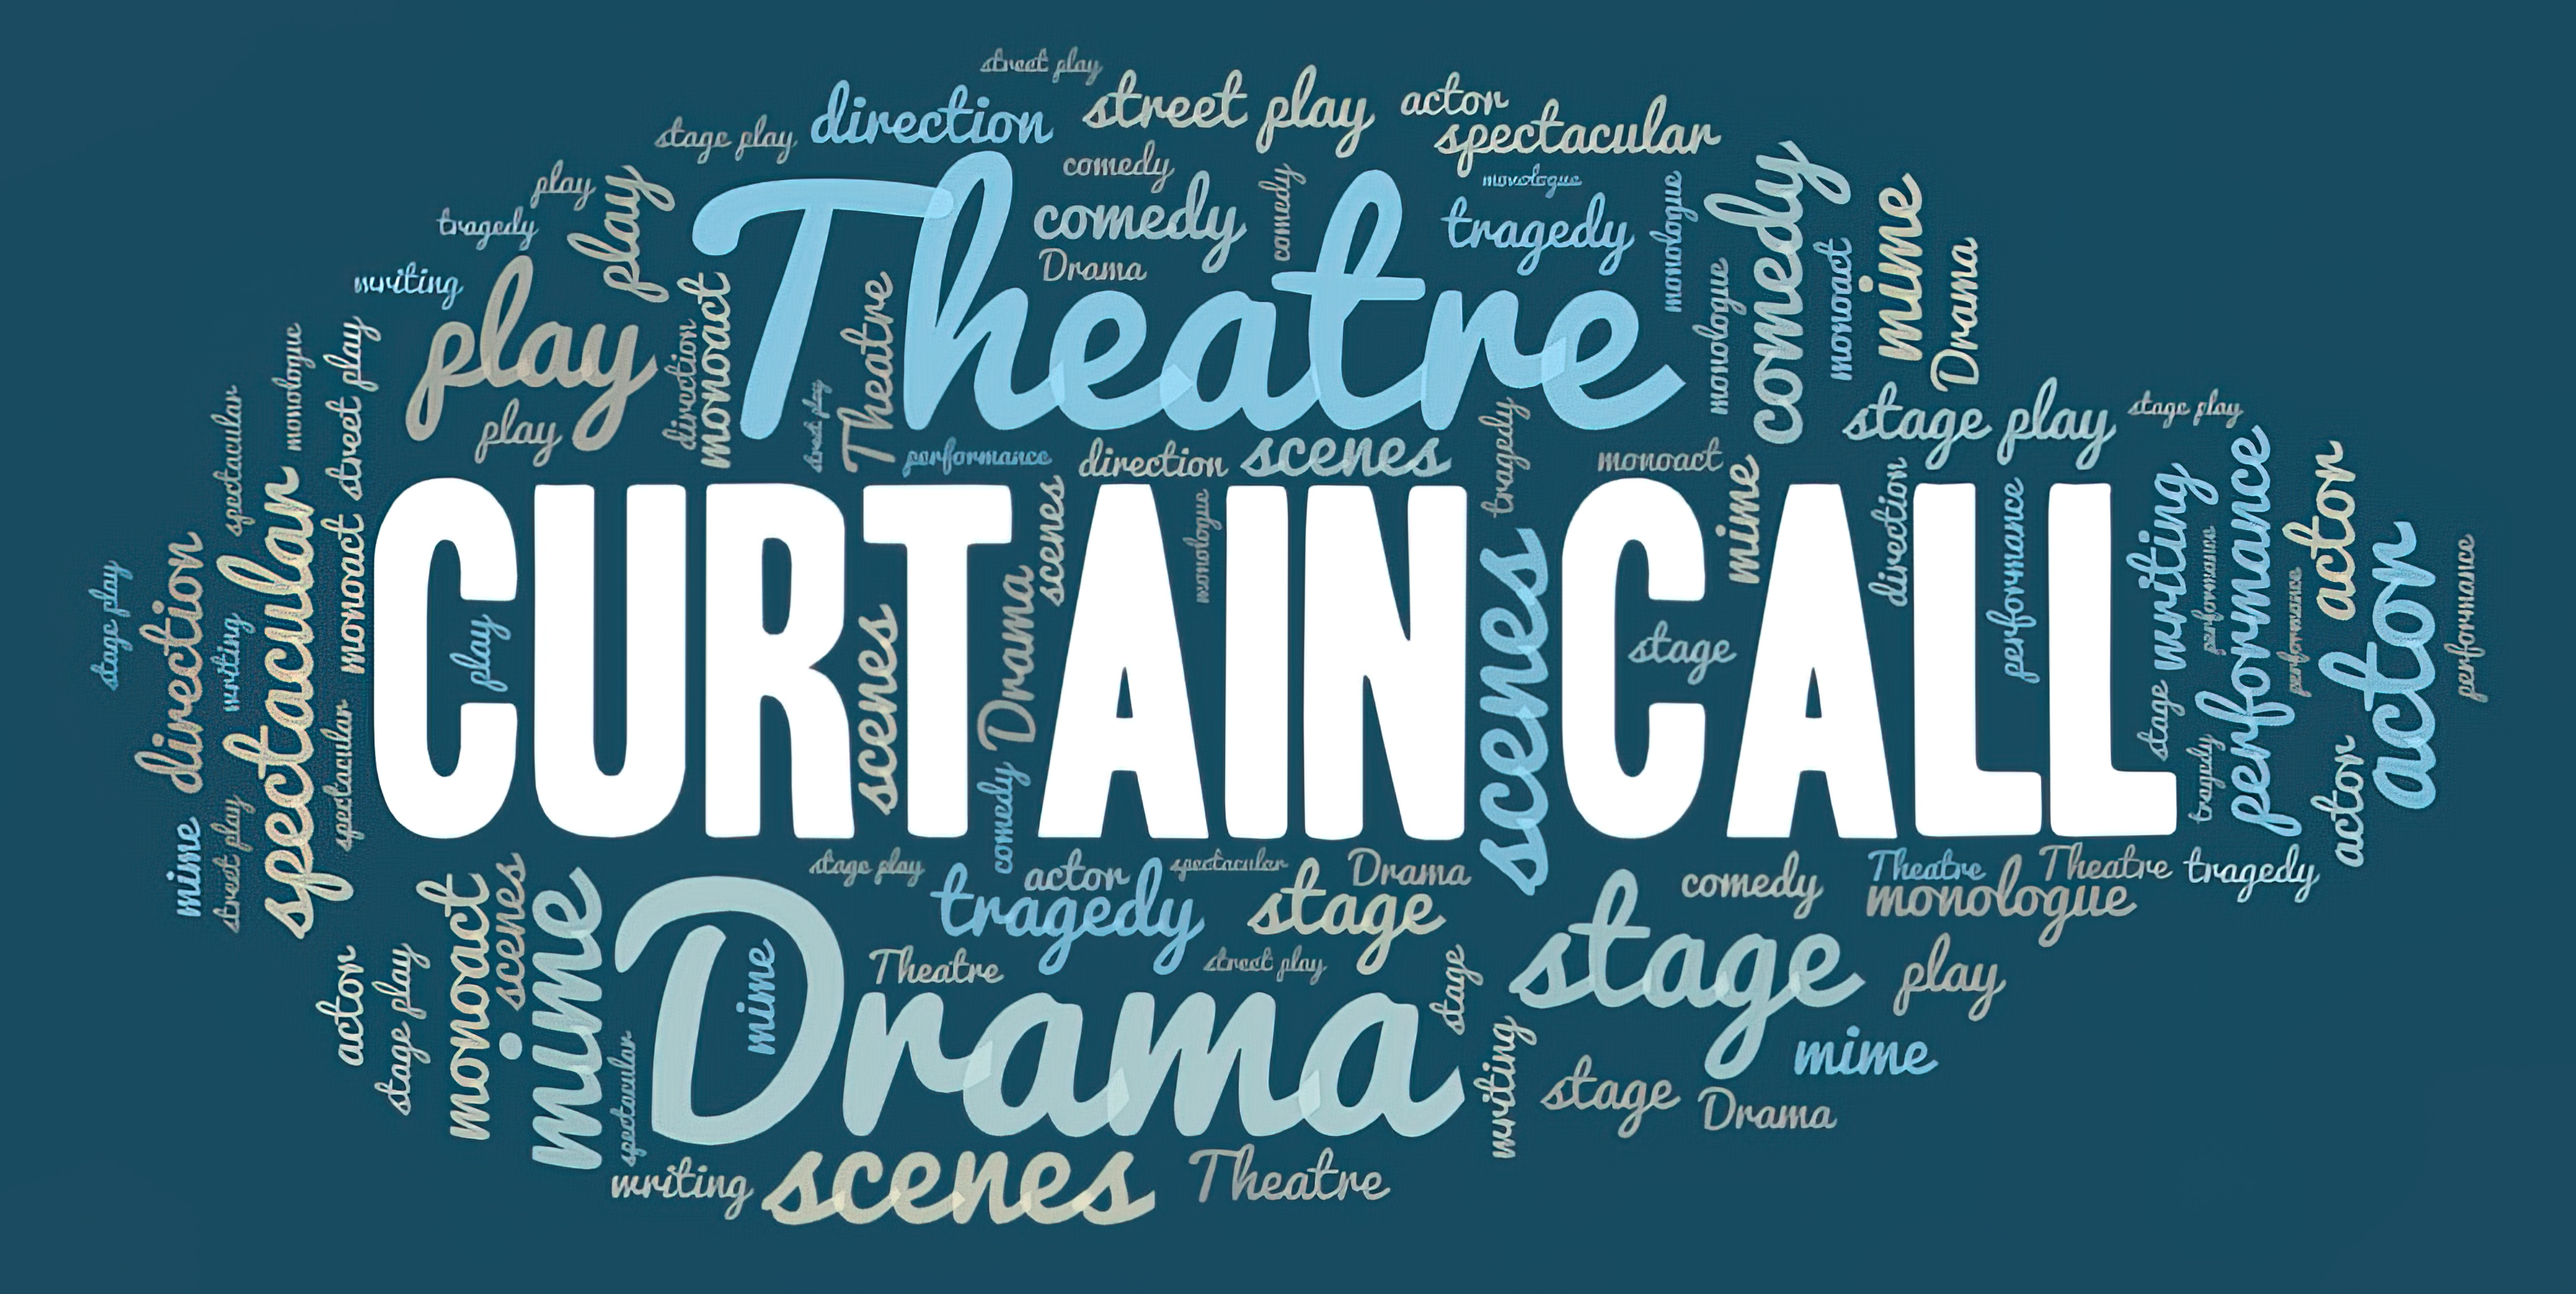 street play
direction
street play
actor
stage play
spectacular
comedy
play
play
monologue
comedy
monologue
comedy
mime
tragedy
comedy
tragedy
Theatre
monoact
Drama
writing
Drama
play
monoact
direction
Theatre
monologue
monologue
street play
play
street play
stage play
stage play
spectacular
performance
direction
scenes
tragedy
monoact
mime
direction
performance
writing
performance
actor
spectacular
monoact
scenes
monologue
CURTAIN CALL
stage play
direction
writing
play
scenes
Drama
scenes
stage
performance
performance
actor
performance
spectacular
comedy
stage
tragedy
actor
mime
street play
stage play
actor
spectacular
Drama
comedy
Theatre
Theatre
tragedy
monoact
scenes
mime
tragedy
stage
monologue
actor
stage play
mime
Theatre
street play
stage
stage
play
Drama
spectacular
writing
mime
stage
Drama
writing
scenes
Theatre